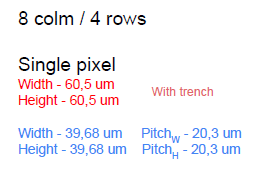 8 colm / 4 rows
Single pixel
Width - 60,5 um
Height - 60,5 um
With trench
Width - 39,68 um Pitch_W - 20,3 um
Height - 39,68 um Pitch_H - 20,3 um